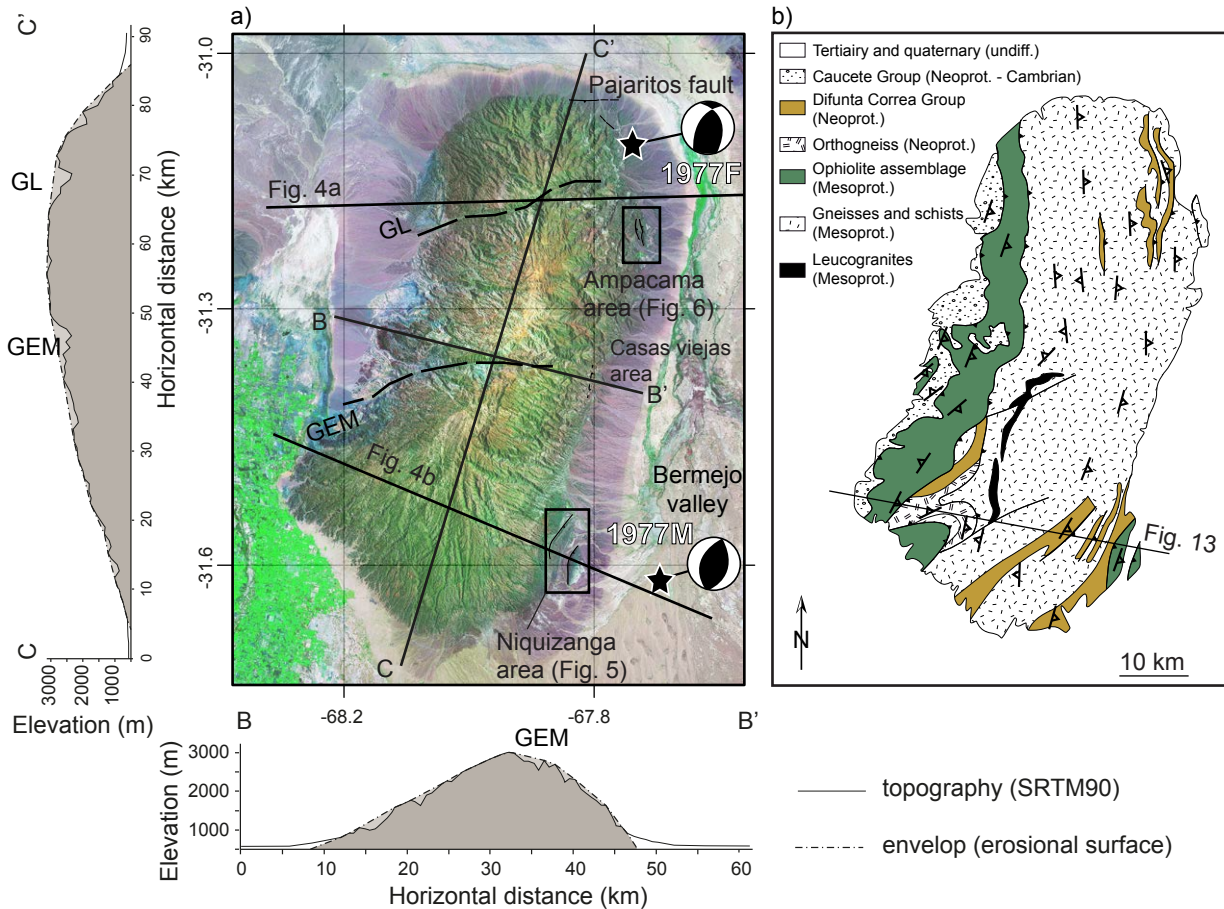 C'
90
80
70
60
50
40
30
20
10
0
Horizontal distance (km)
GL
GEM
C
3000
2000
1000
Elevation (m)
a)
-31.0
-31.3
-31.6
-68.2
-67.8
C'
Pajaritos fault
1977F
Fig. 4a
GL
Ampacama
area (Fig. 6)
B
Casas viejas
area
B'
GEM
Fig. 4b
Bermejo
valley
1977M
Niquizanga
area (Fig. 5)
C
b)
Tertiary and quaternary (undiff.)
Caucete Group (Neoprot. - Cambrian)
Difunta Correa Group
(Neoprot.)
Orthogneiss (Neoprot.)
Ophiolite assemblage
(Mesoprot.)
Gneisses and schists
(Mesoprot.)
Leucogranites
(Mesoprot.)
Fig. 13
N
10 km
B
B'
GEM
3000
2000
1000
Elevation (m)
0
10
20
30
40
50
60
Horizontal distance (km)
topography (SRTM90)
envelop (erosional surface)